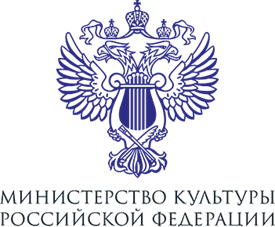 МИНИСТЕРСТВО КУЛЬТУРЫ
РОССИЙСКОЙ ФЕДЕРАЦИИ